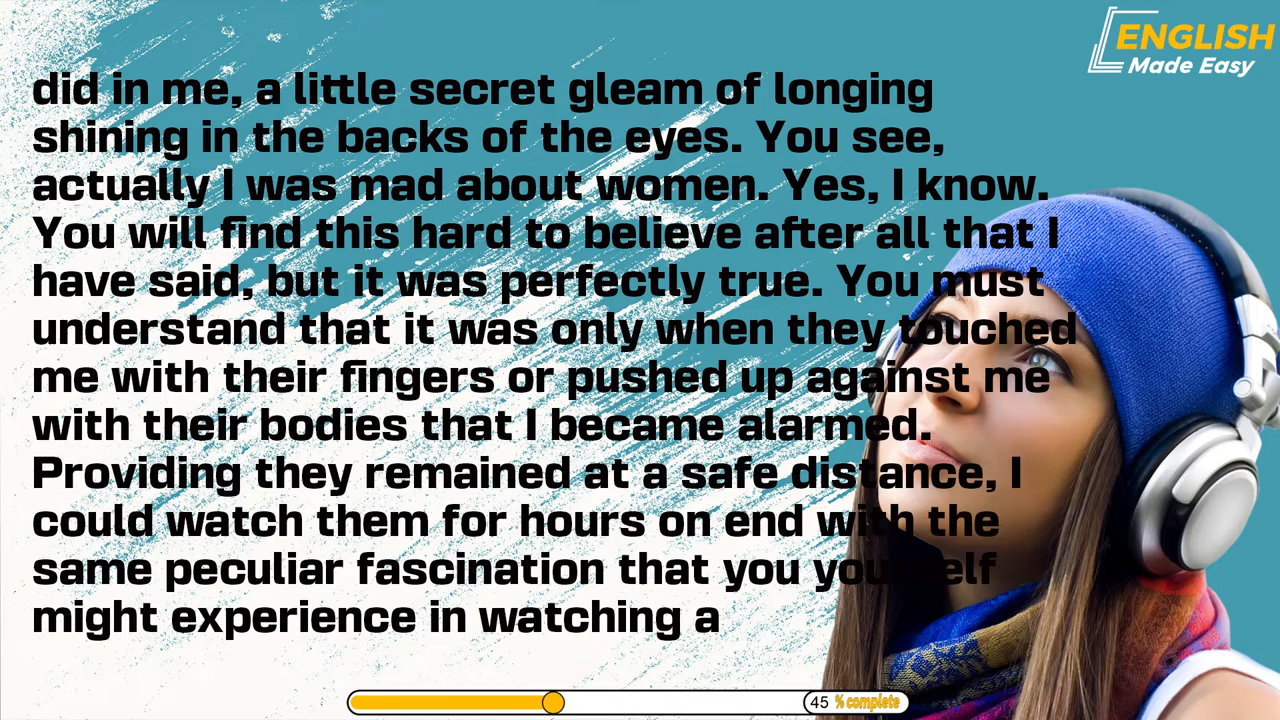 ENGLISH
Made Easy
did in me, a little secret gleam of longing
shining in the backs of the eyes. You see,
actually I was mad about women. Yes, I know.
You will find this hard to believe after all that I
have said, but it was perfectly true. You must
understand that it was only when they touched
me with their fingers or pushed up against me
with their bodies that I became alarmed.
Providing they remained at a safe distance, I
could watch them for hours on end with the
same peculiar fascination that you yourself
might experience in watching a
45 % complete